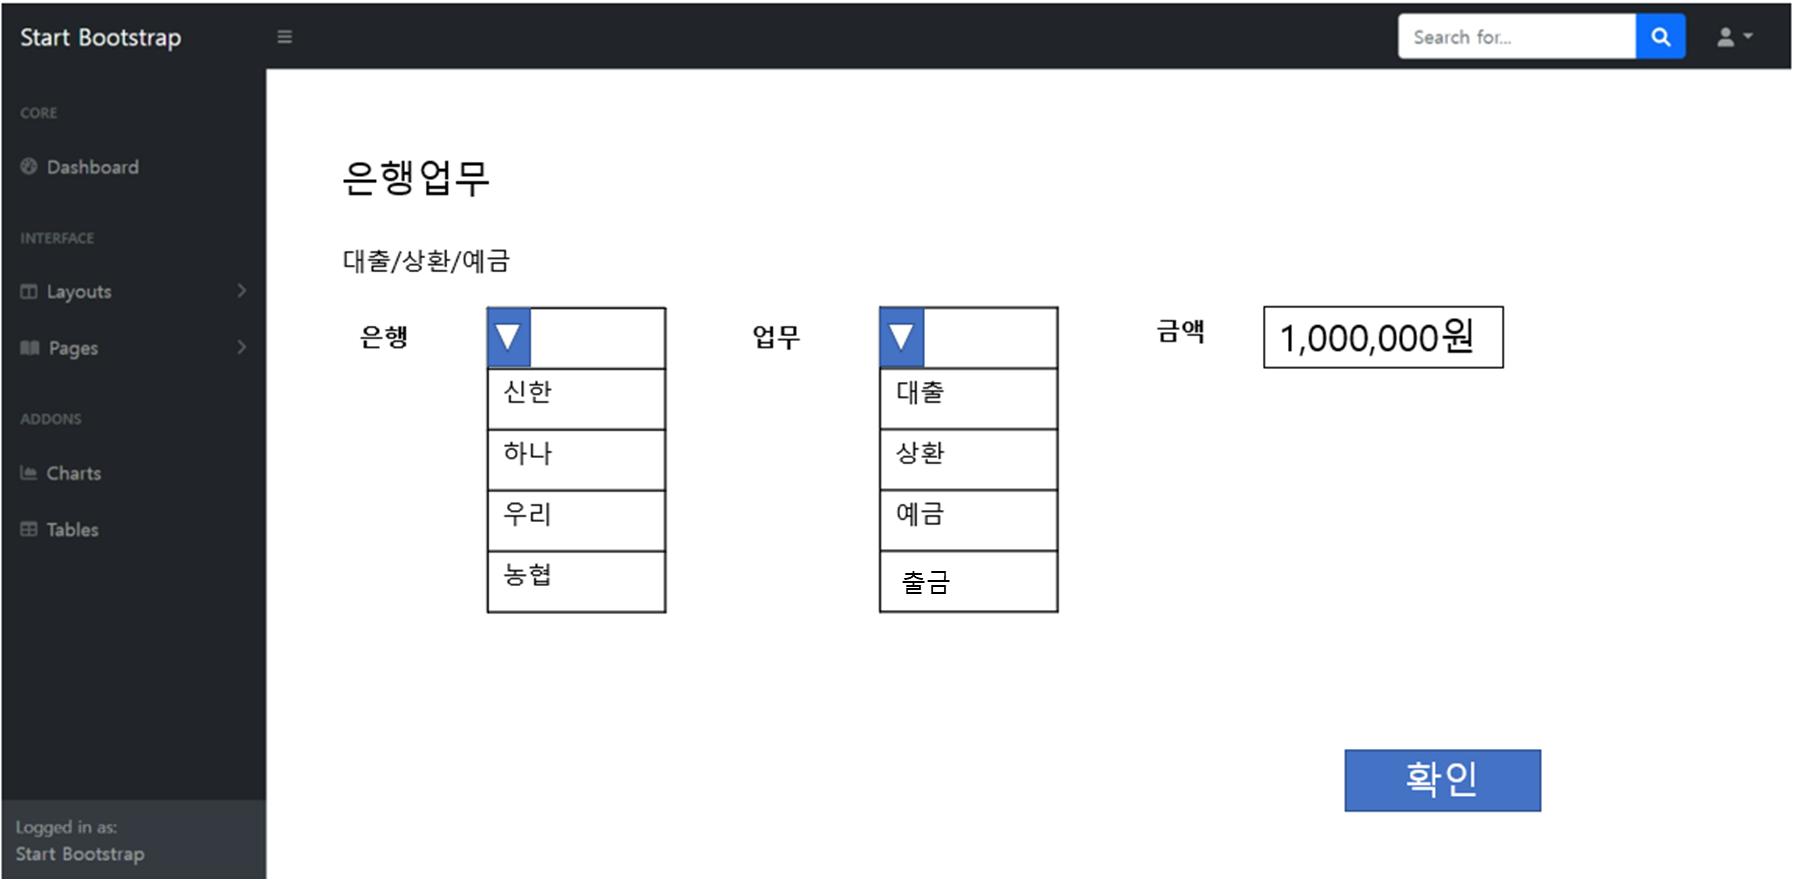 Start Bootstrap
Search for...
CORE
Dashboard
INTERFACE
Layouts
Pages
ADDONS
Charts
Tables
Logged in as:
Start Bootstrap
은행업무
대출/상환/예금
은행
신한
하나
우리
농협
업무
대출
상환
예금
출금
금액
1,000,000원
확인